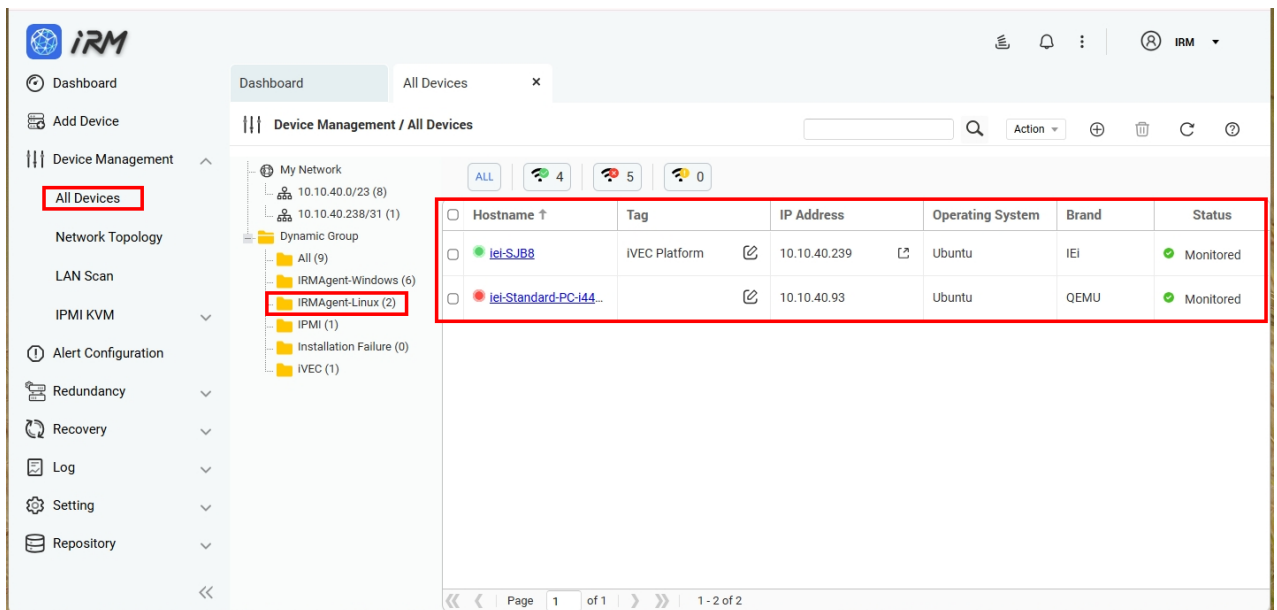 iRM
IRM
Dashboard
Add Device
Device Management
All Devices
Network Topology
LAN Scan
IPMI KVM
Alert Configuration
Redundancy
Recovery
Log
Setting
Repository
Dashboard
All Devices
Device Management / All Devices
Action
My Network
10.10.40.0/23 (8)
10.10.40.238/31 (1)
Dynamic Group
All (9)
IRMAgent-Windows (6)
IRMAgent-Linux (2)
IPMI (1)
Installation Failure (0)
iVEC (1)
ALL 4 5 0
Hostname Tag IP Address Operating System Brand Status
iei-SJB8 iVEC Platform 10.10.40.239 Ubuntu IEi Monitored
iei-Standard-PC-i44... 10.10.40.93 Ubuntu QEMU Monitored
Page 1 of 1 1 - 2 of 2